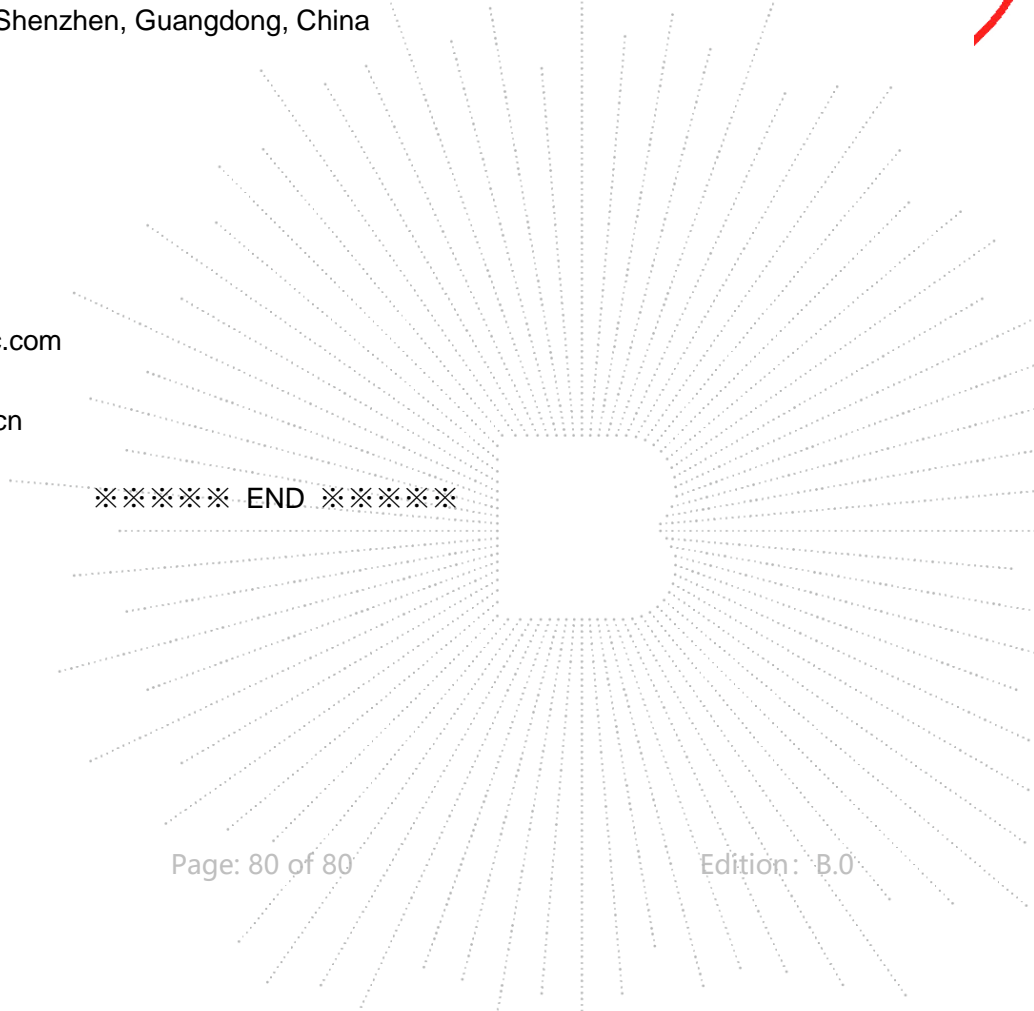 Shenzhen, Guangdong, China
.com
cn
※※※※※ END ※※※※※
Page: 80 of 80 Edition: B.0